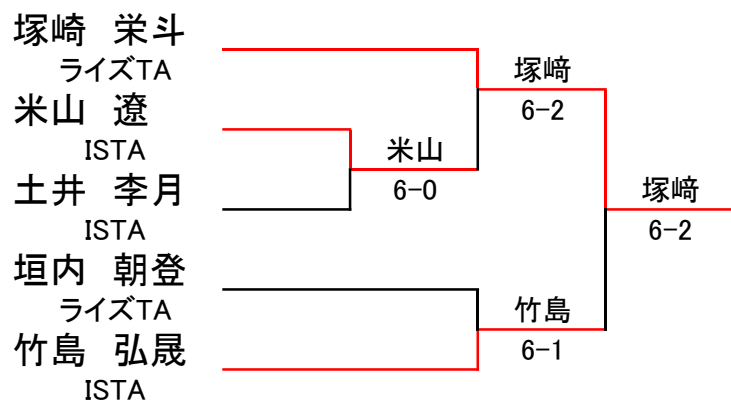 塚崎　栄斗
ライズTA
米山　遼
ISTA
土井　李月
ISTA
垣内　朝登
ライズTA
竹島　弘晟
ISTA
米山
6-0
塚﨑
6-2
竹島
6-1
塚﨑
6-2